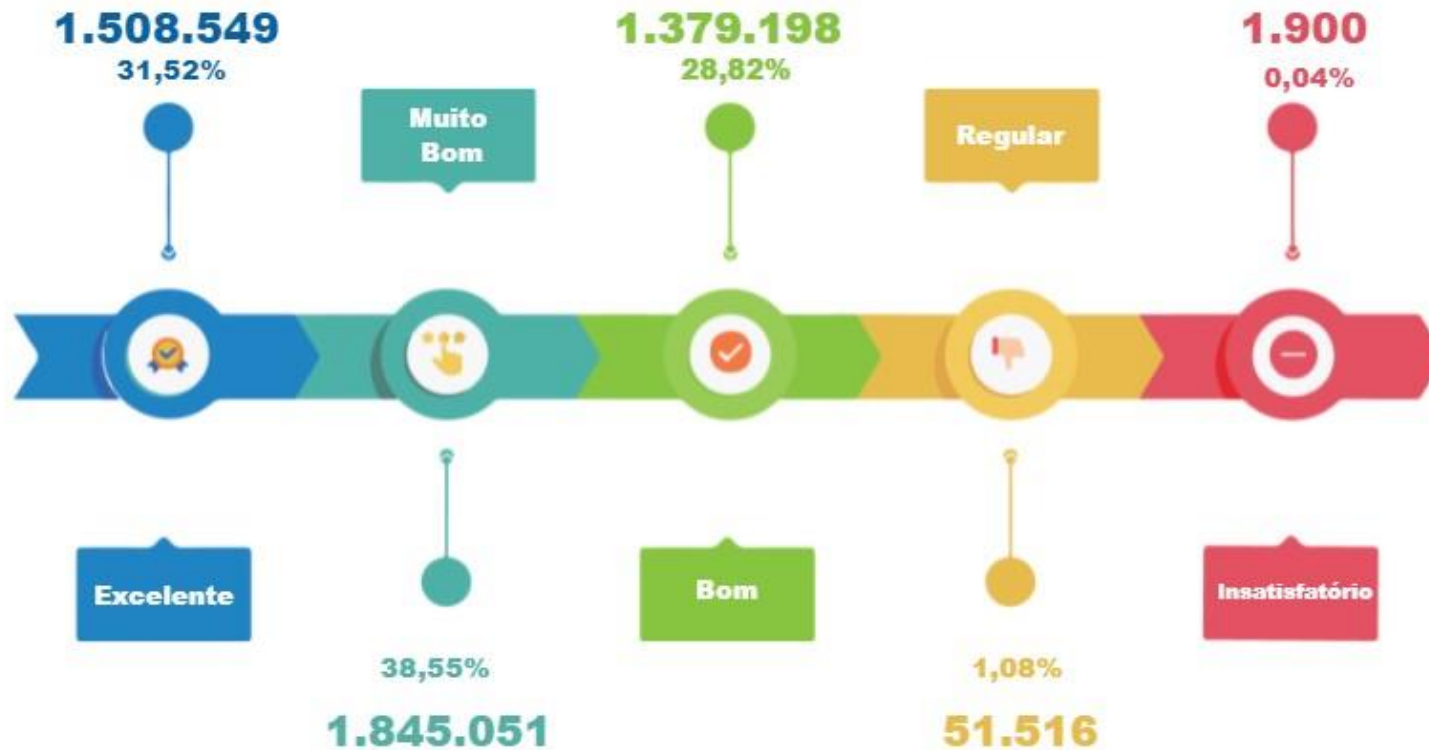 1.508.549
31,52%
1.379.198
28,82%
1.900
0,04%
Muito
Bom
Regular
Excelente
Bom
Insatisfatório
38,55%
1.845.051
1,08%
51.516